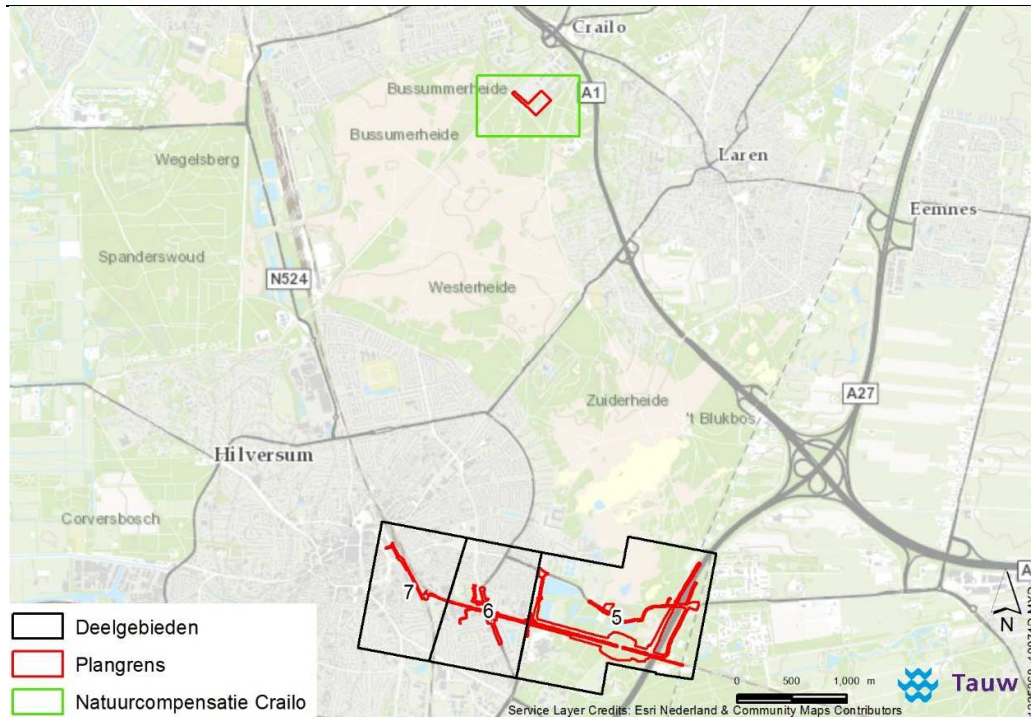 Crailo
Bussummerheide
A1
Bussumerheide
Laren
Wegelsberg
Eemnes
Spanderswoud
N524
Westerheide
Zuiderheide
A27
't Blukbos
Hilversum
Corversbosch
7
6
5
N
Deelgebieden
Plangrens
Natuurcompensatie Crailo
0 500 1,000 m
Tauw
Service Layer Credits: Esri Nederland & Community Maps Contributors